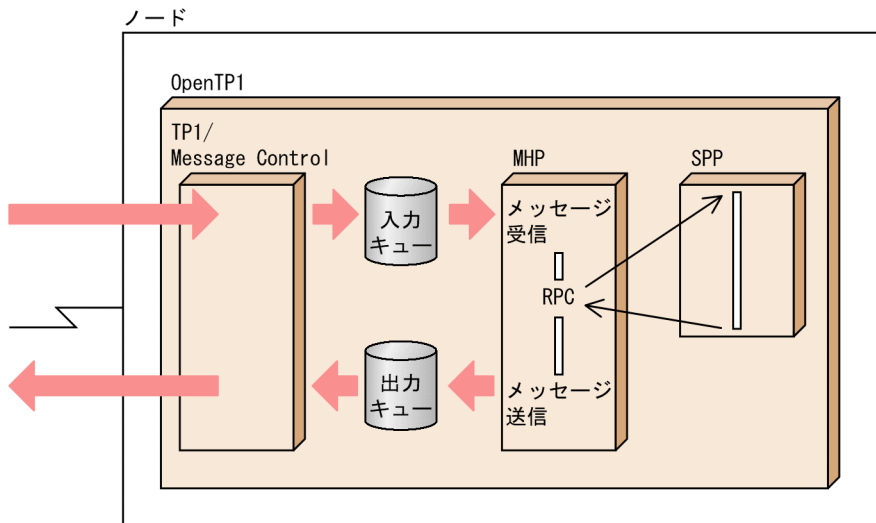 ノード
OpenTP1
TP1/
Message Control
MHP
SPP
入力
キュー
メッセージ
受信
RPC
出力
キュー
メッセージ
送信